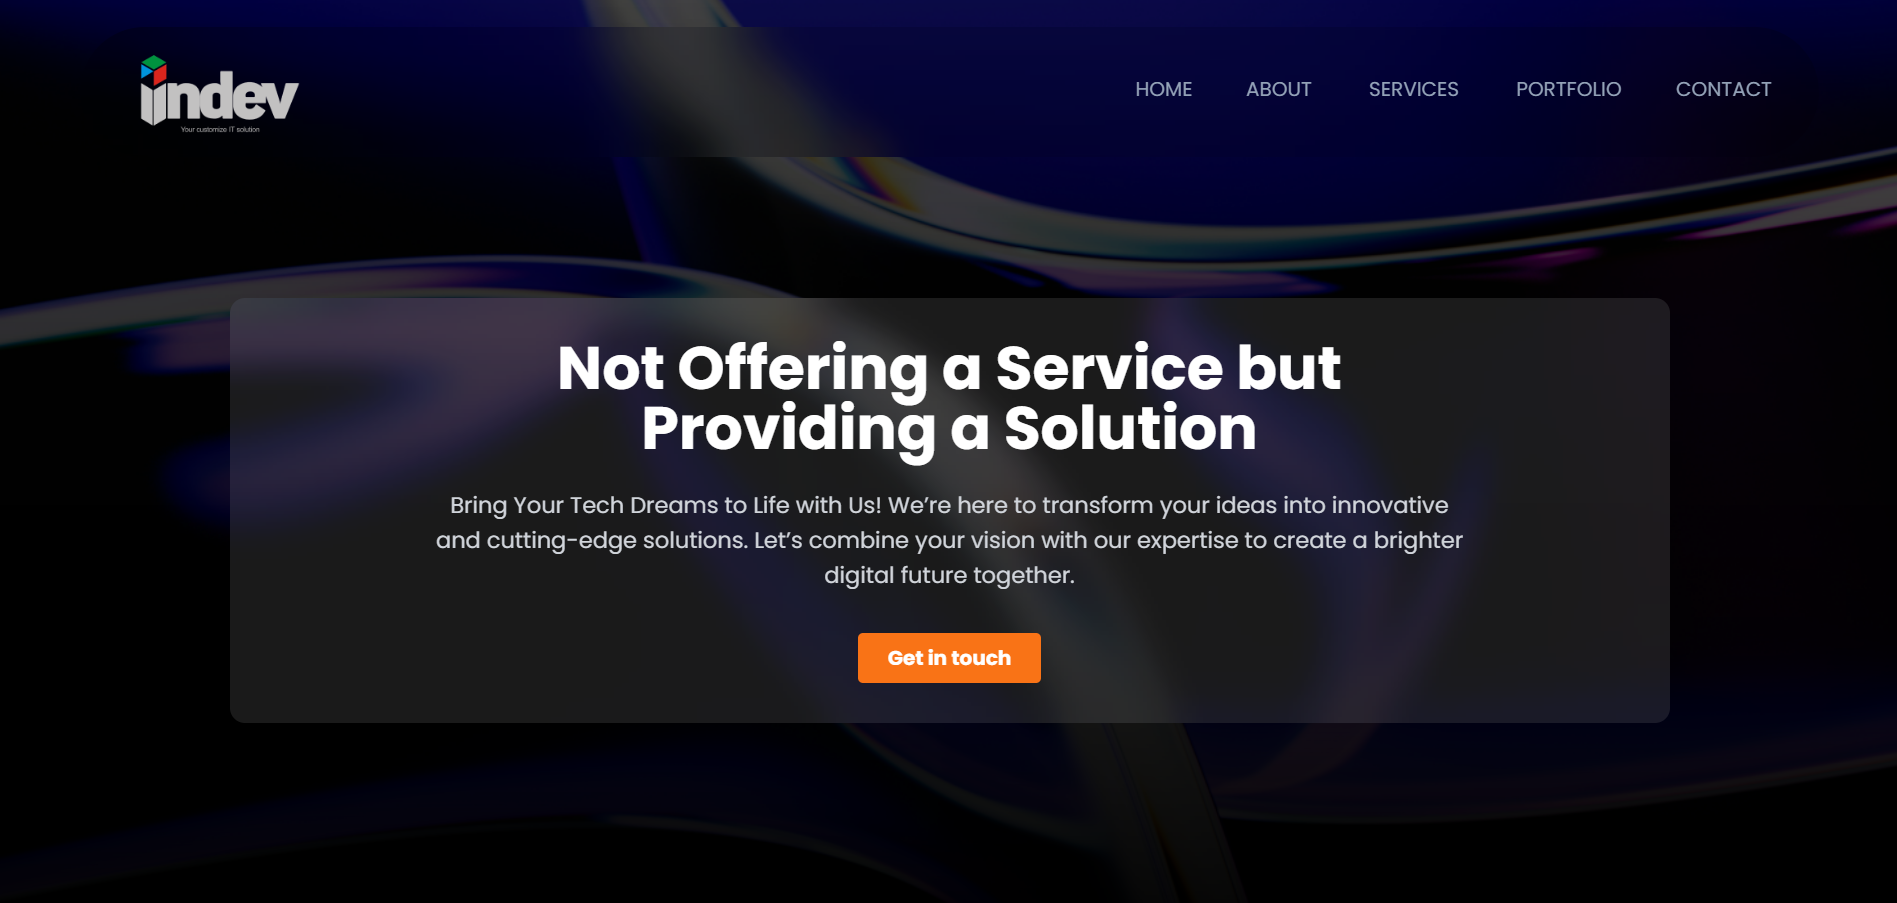 indev
Your customize IT solution
HOME ABOUT SERVICES PORTFOLIO CONTACT
Not Offering a Service but
Providing a Solution
Bring Your Tech Dreams to Life with Us! We’re here to transform your ideas into innovative
and cutting-edge solutions. Let’s combine your vision with our expertise to create a brighter
digital future together.
Get in touch